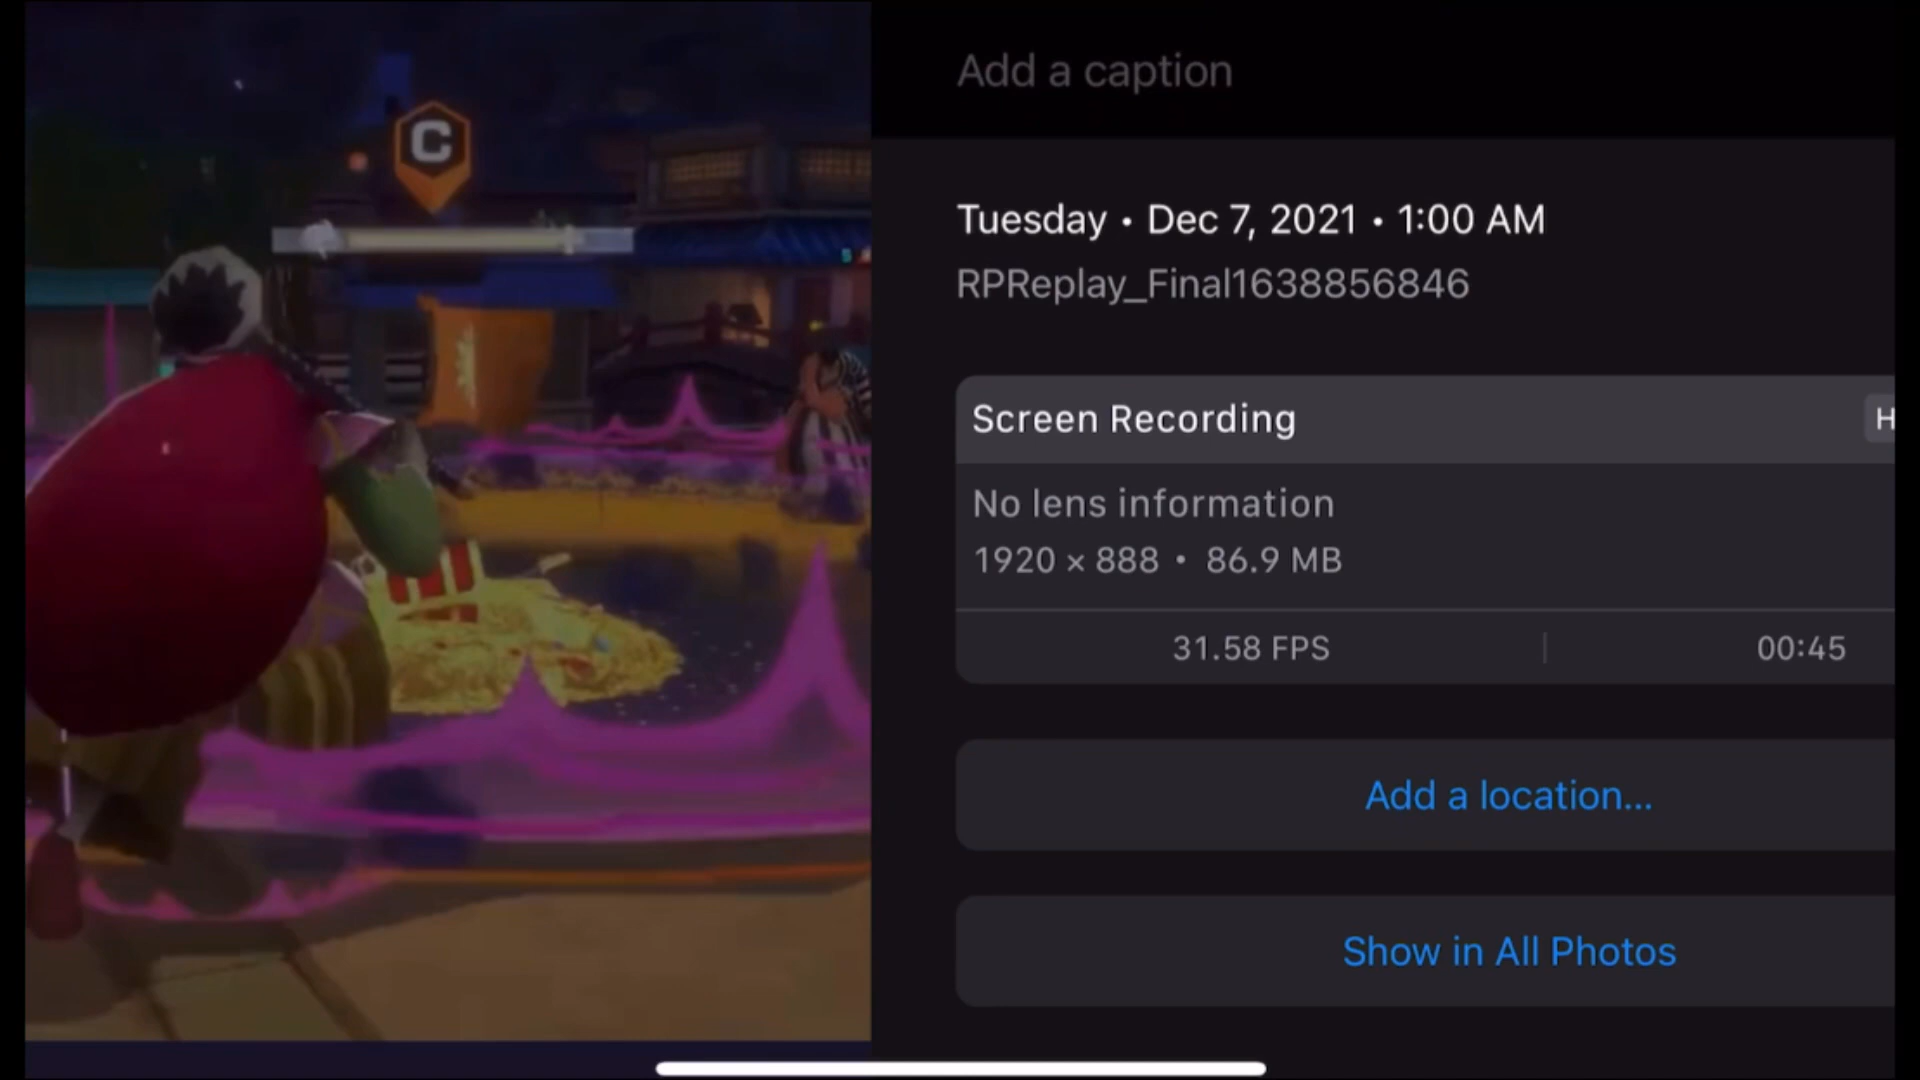 C
Add a caption
Tuesday • Dec 7, 2021 • 1:00 AM
RPReplay_Final1638856846
Screen Recording
H
No lens information
1920 × 888 • 86.9 MB
31.58 FPS | 00:45
Add a location...
Show in All Photos